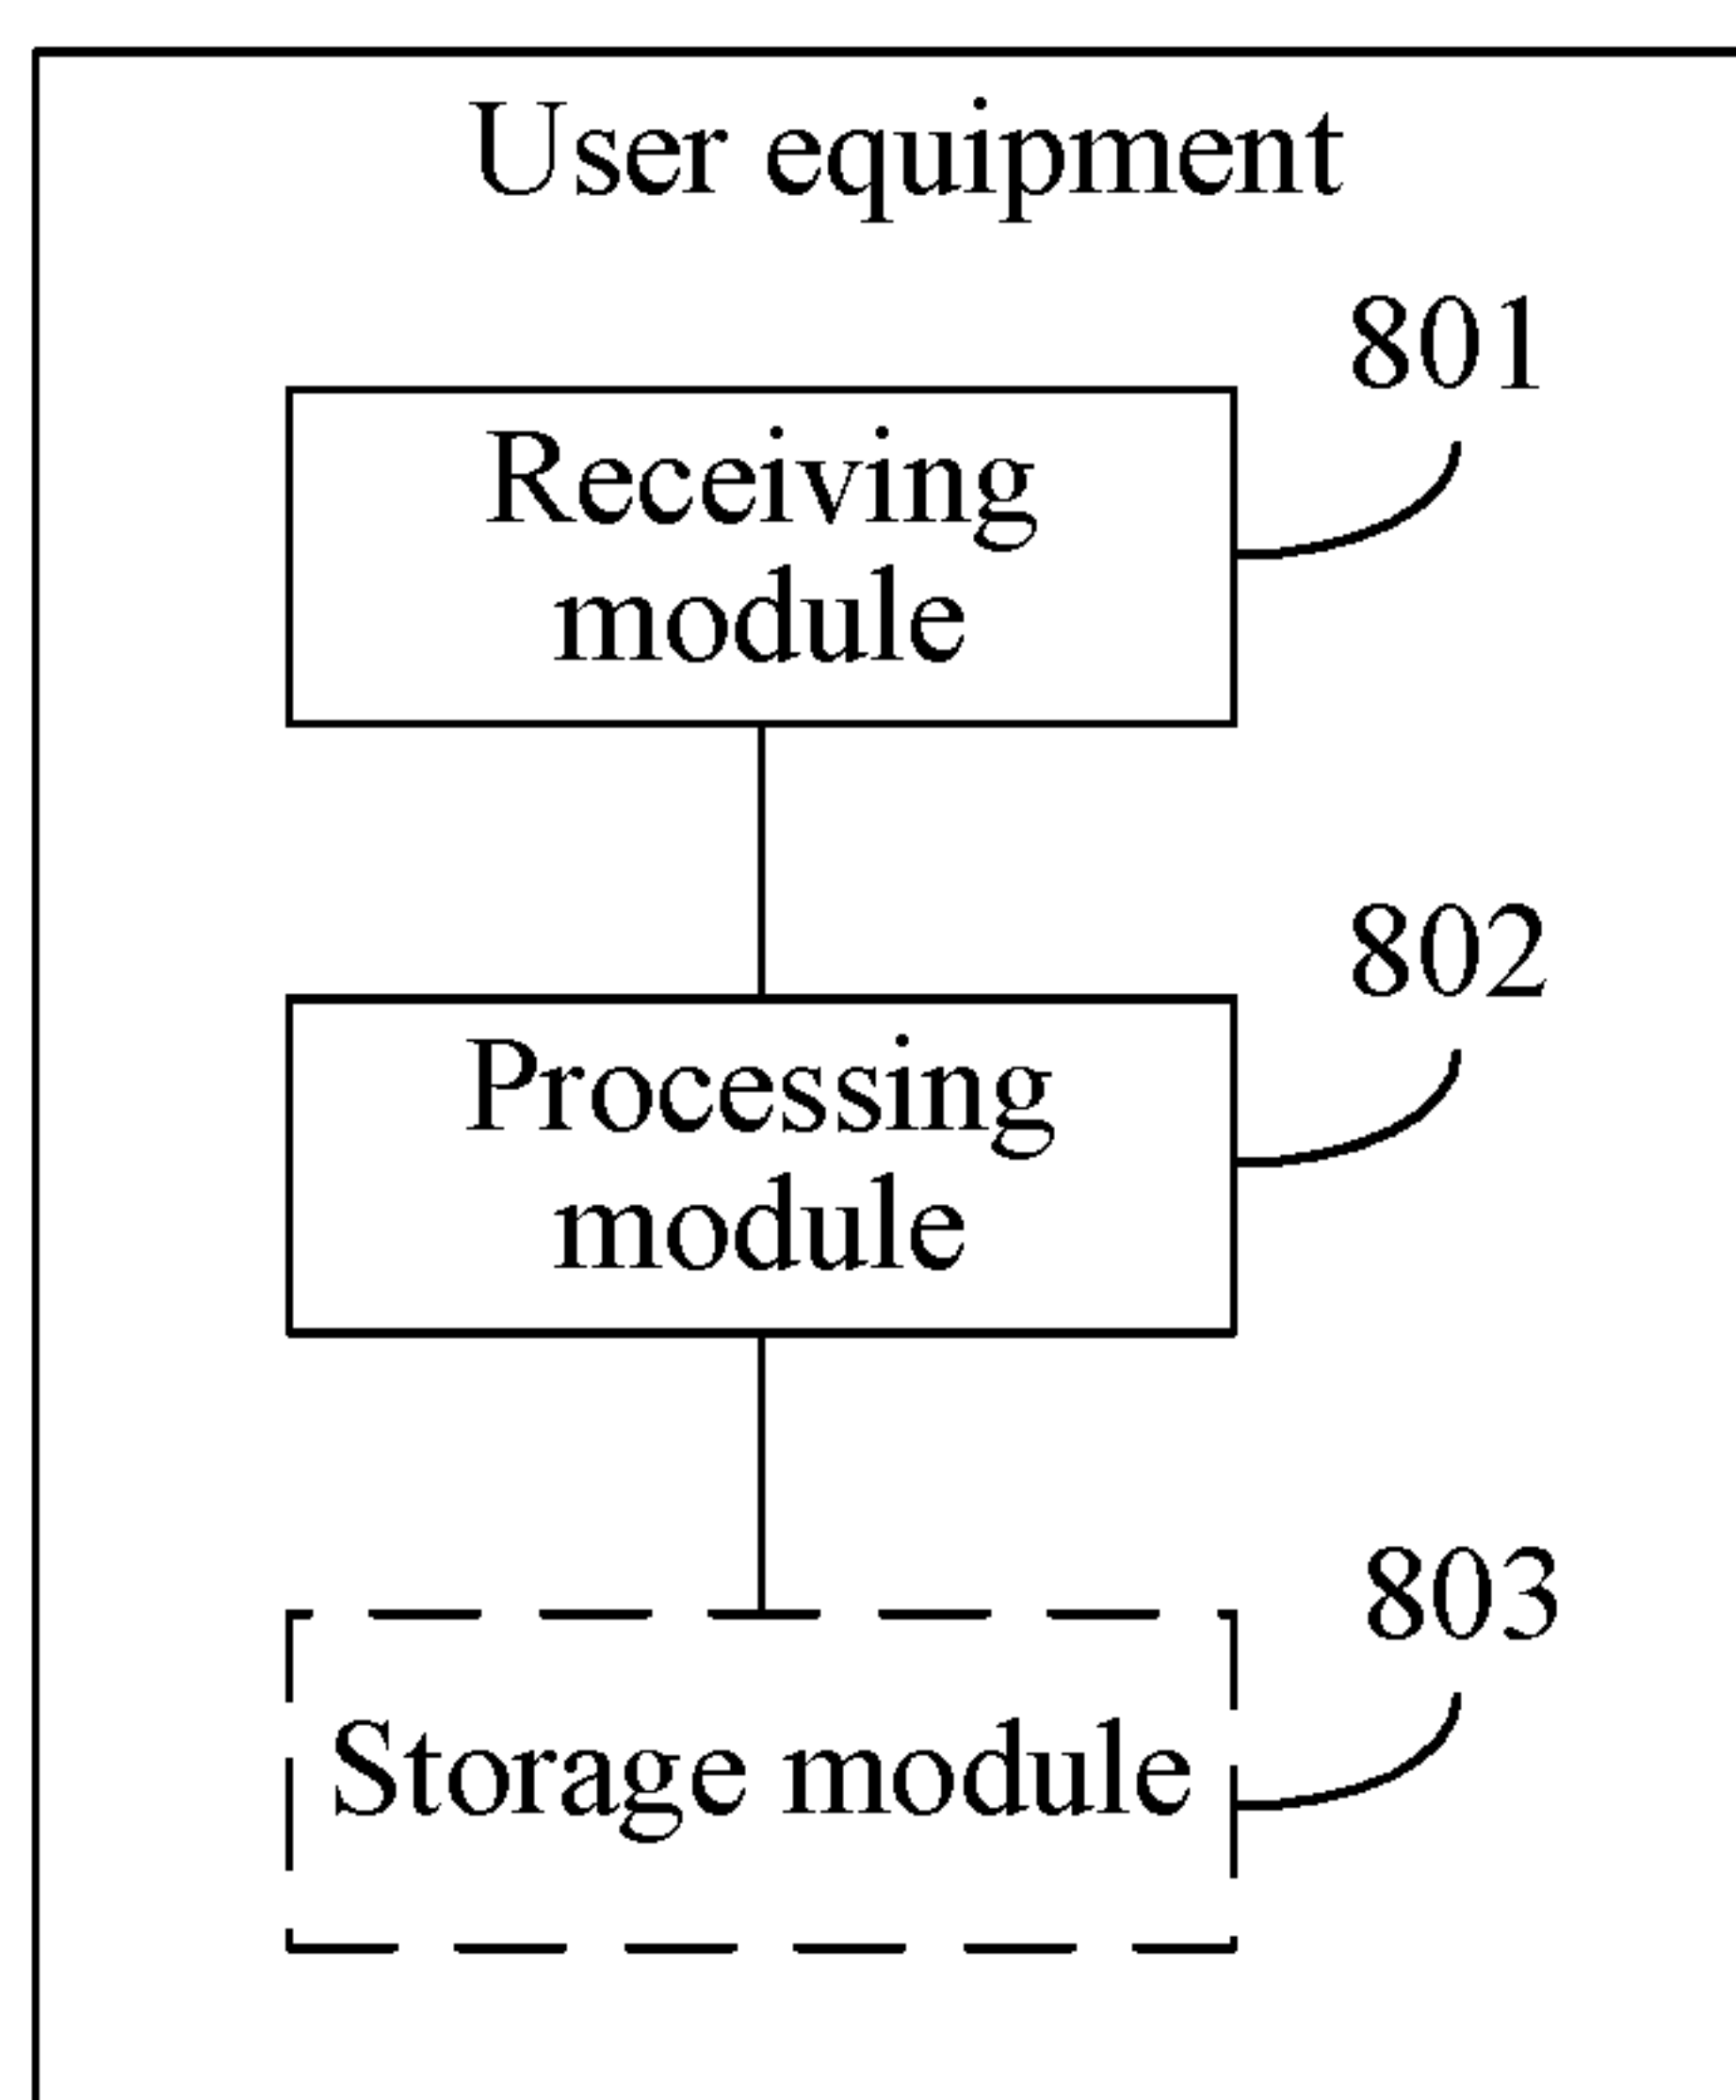 User equipment
801
Receiving
module
802
Processing
module
803
Storage module